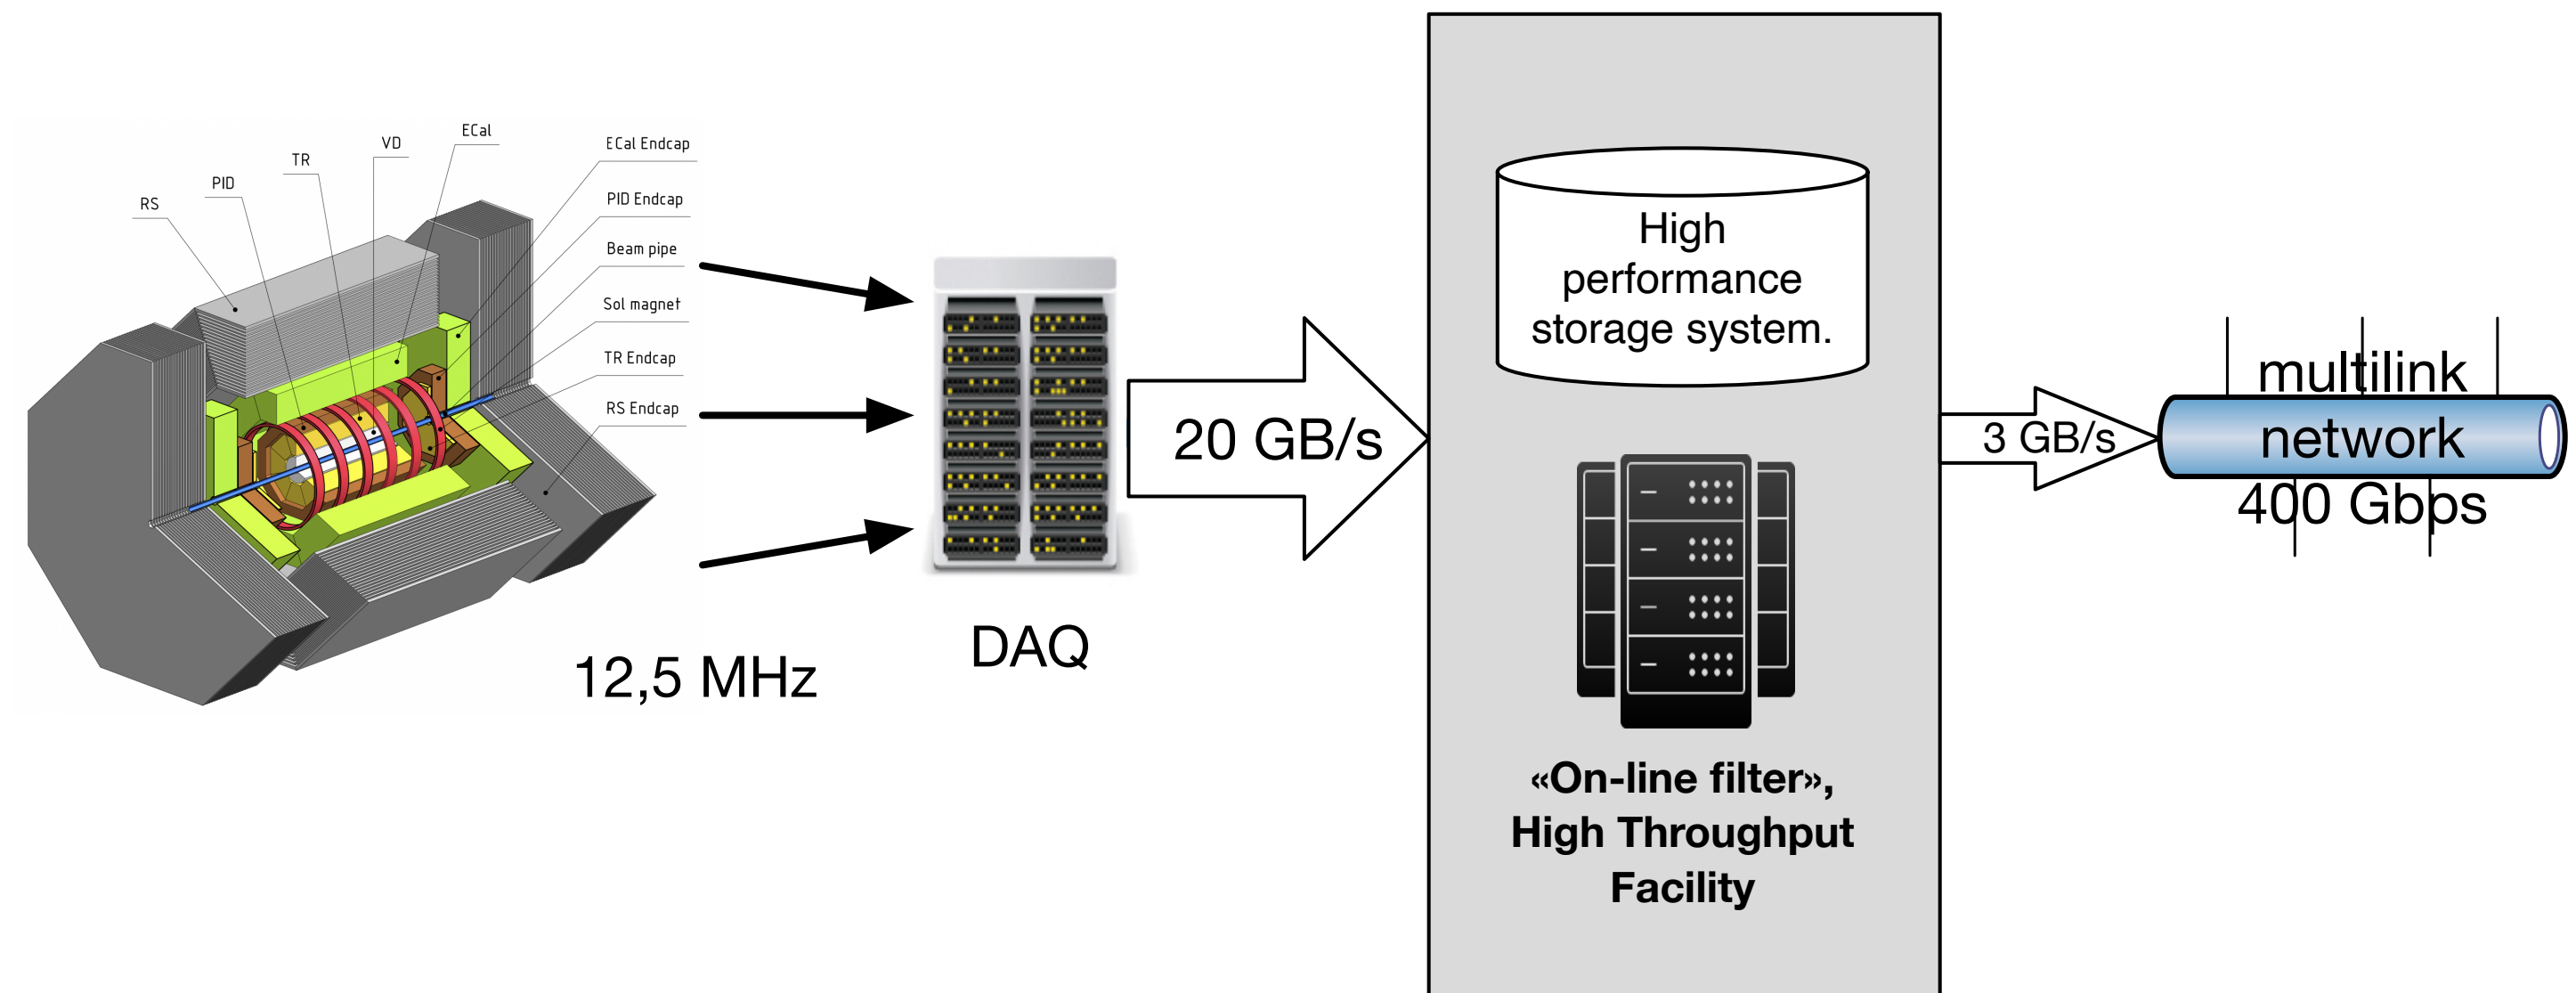 RS
PID
TR
VD
ECal
ECal Endcap
PID Endcap
Beam pipe
Sol magnet
TR Endcap
RS Endcap
12,5 MHz
DAQ
20 GB/s
High
performance
storage system.
«On-line filter»,
High Throughput
Facility
3 GB/s
multilink
network
400 Gbps